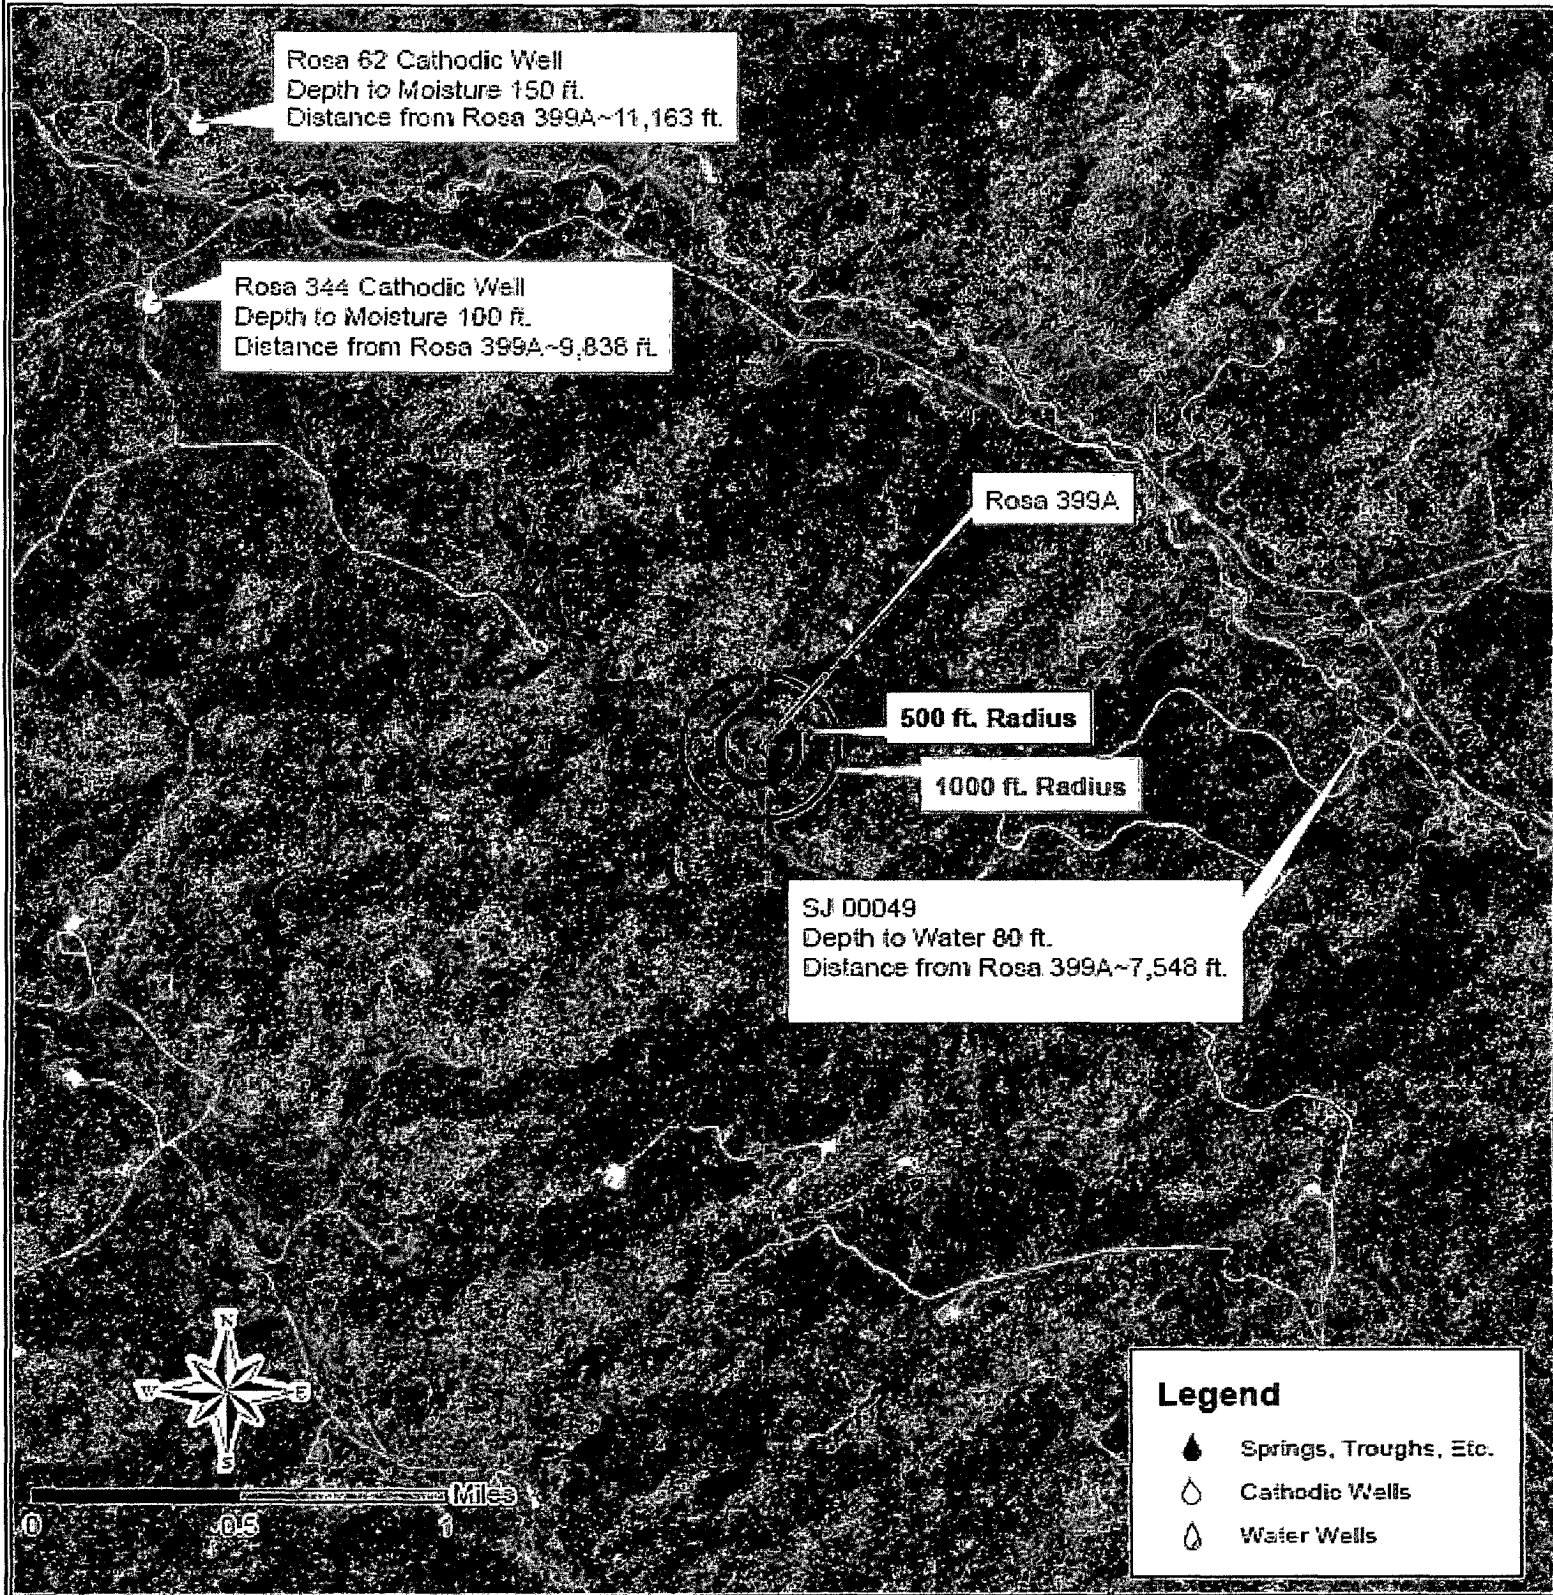 Rosa 62 Cathodic Well
Depth to Moisture 150 ft.
Distance from Rosa 399A~11,163 ft.
Rosa 344 Cathodic Well
Depth to Moisture 100 ft.
Distance from Rosa 399A~9,838 ft.
Rosa 399A
500 ft. Radius
1000 ft. Radius
SJ 00049
Depth to Water 80 ft.
Distance from Rosa 399A~7,548 ft.
N
W E
S
Miles
0 0.5 1
Legend
Springs, Troughs, Etc.
Cathodic Wells
Water Wells